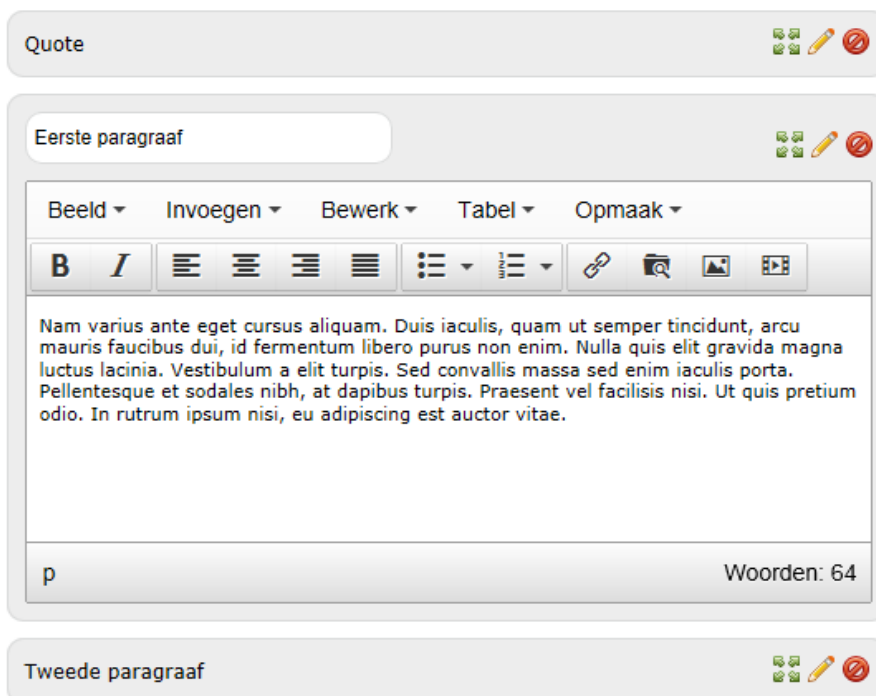 Quote
Eerste paragraaf
Beeld Invoegen Bewerk Tabel Opmaak
B I
Nam varius ante eget cursus aliquam. Duis iaculis, quam ut semper tincidunt, arcu
mauris faucibus dui, id fermentum libero purus non enim. Nulla quis elit gravida magna
luctus lacinia. Vestibulum a elit turpis. Sed convallis massa sed enim iaculis porta.
Pellentesque et sodales nibh, at dapibus turpis. Praesent vel facilisis nisi. Ut quis pretium
odio. In rutrum ipsum nisi, eu adipiscing est auctor vitae.
p Woorden: 64
Tweede paragraaf